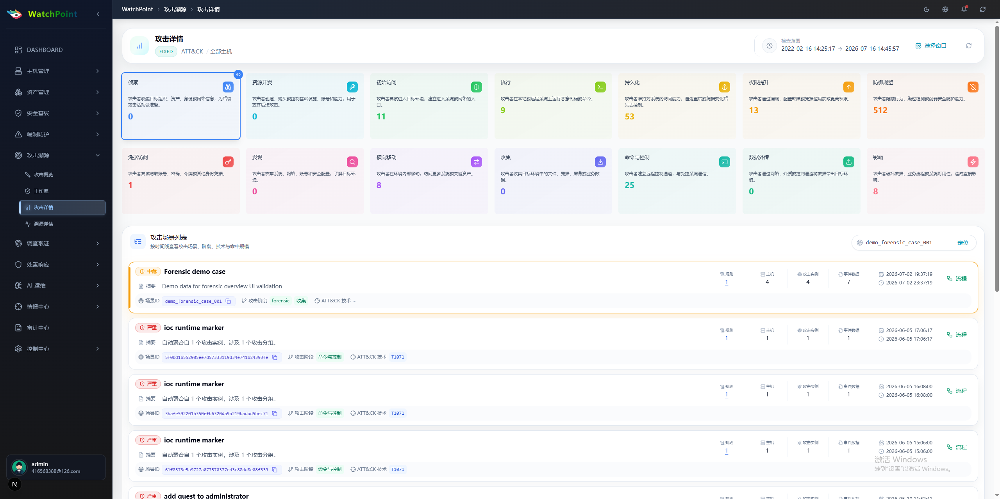 WatchPoint
WatchPoint › 攻击溯源 › 攻击详情
DASHBOARD
主机管理
资产管理
安全基线
漏洞防护
攻击溯源
攻击概览
工作流
攻击详情
溯源详情
调查取证
处置响应
AI 运维
情报中心
审计中心
控制中心
admin
416568388@126.com
N
攻击详情
FIXED ATT&CK / 全部主机
检查范围
2022-02-16 14:25:17 → 2026-07-16 14:45:57
选择窗口
侦察
攻击者收集目标组织、资产、身份或网络信息，为后续
攻击活动做准备。
0
资源开发
攻击者创建、购买或控制基础设施、账号和能力，用于
支撑后续攻击。
0
初始访问
攻击者尝试进入目标环境，建立进入系统或网络的入
口。
11
执行
攻击者在本地或远程系统上运行恶意代码或命令。
9
持久化
攻击者维持对系统的访问能力，避免重启或凭据变化后
失去控制。
53
权限提升
攻击者通过漏洞、配置缺陷或凭据滥用获取更高权限。
13
防御规避
攻击者隐藏行为、绕过检测或削弱安全防护能力。
512
凭据访问
攻击者尝试窃取账号、密码、令牌或其他身份凭据。
1
发现
攻击者枚举系统、网络、账号和安全配置，了解目标环
境。
0
横向移动
攻击者在环境内部移动，访问更多系统或关键资产。
8
收集
攻击者收集目标环境中的文件、凭据、屏幕或业务数
据。
0
命令与控制
攻击者建立远程控制通道，与受控系统通信。
25
数据外传
攻击者通过网络、介质或控制通道将数据带出目标环
境。
0
影响
攻击者破坏数据、业务流程或系统可用性，造成直接影
响。
8
攻击场景列表
按时间线查看攻击场景、阶段、技术与命中规模
demo_forensic_case_001 定位
中危 Forensic demo case
摘要 Demo data for forensic overview UI validation
场景ID demo_forensic_case_001 攻击阶段 forensic 收集 ATT&CK 技术 -
规则 主机 攻击实例 事件数据
1 4 4 7
2026-07-02 19:37:19
2026-07-02 23:37:19
流程
严重 ioc runtime marker
摘要 自动聚合自 1 个攻击实例，涉及 1 个攻击分组。
场景ID 5f0bd1b552905ee7d57333119d34e741b24393fe 攻击阶段 命令与控制 ATT&CK 技术 T1071
规则 主机 攻击实例 事件数据
1 1 1 1
2026-06-05 17:06:17
2026-06-05 17:06:17
流程
严重 ioc runtime marker
摘要 自动聚合自 1 个攻击实例，涉及 1 个攻击分组。
场景ID 3bafe592201b350efb6320da9a219badad5bec71 攻击阶段 命令与控制 ATT&CK 技术 T1071
规则 主机 攻击实例 事件数据
1 1 1 1
2026-06-05 16:08:00
2026-06-05 16:08:00
流程
严重 ioc runtime marker
摘要 自动聚合自 1 个攻击实例，涉及 1 个攻击分组。
场景ID 61f8573e5a9727a077570377ed3c88dd8e08f339 攻击阶段 命令与控制 ATT&CK 技术 T1071
规则 主机 攻击实例 事件数据
1 1 1 1
2026-06-05 15:06:00
2026-06-05 15:06:00
流程
激活 Windows
转到"设置"以激活 Windows。
严重 add guest to administrator
规则 主机 攻击实例 事件数据
2026-05-10 11:52:41